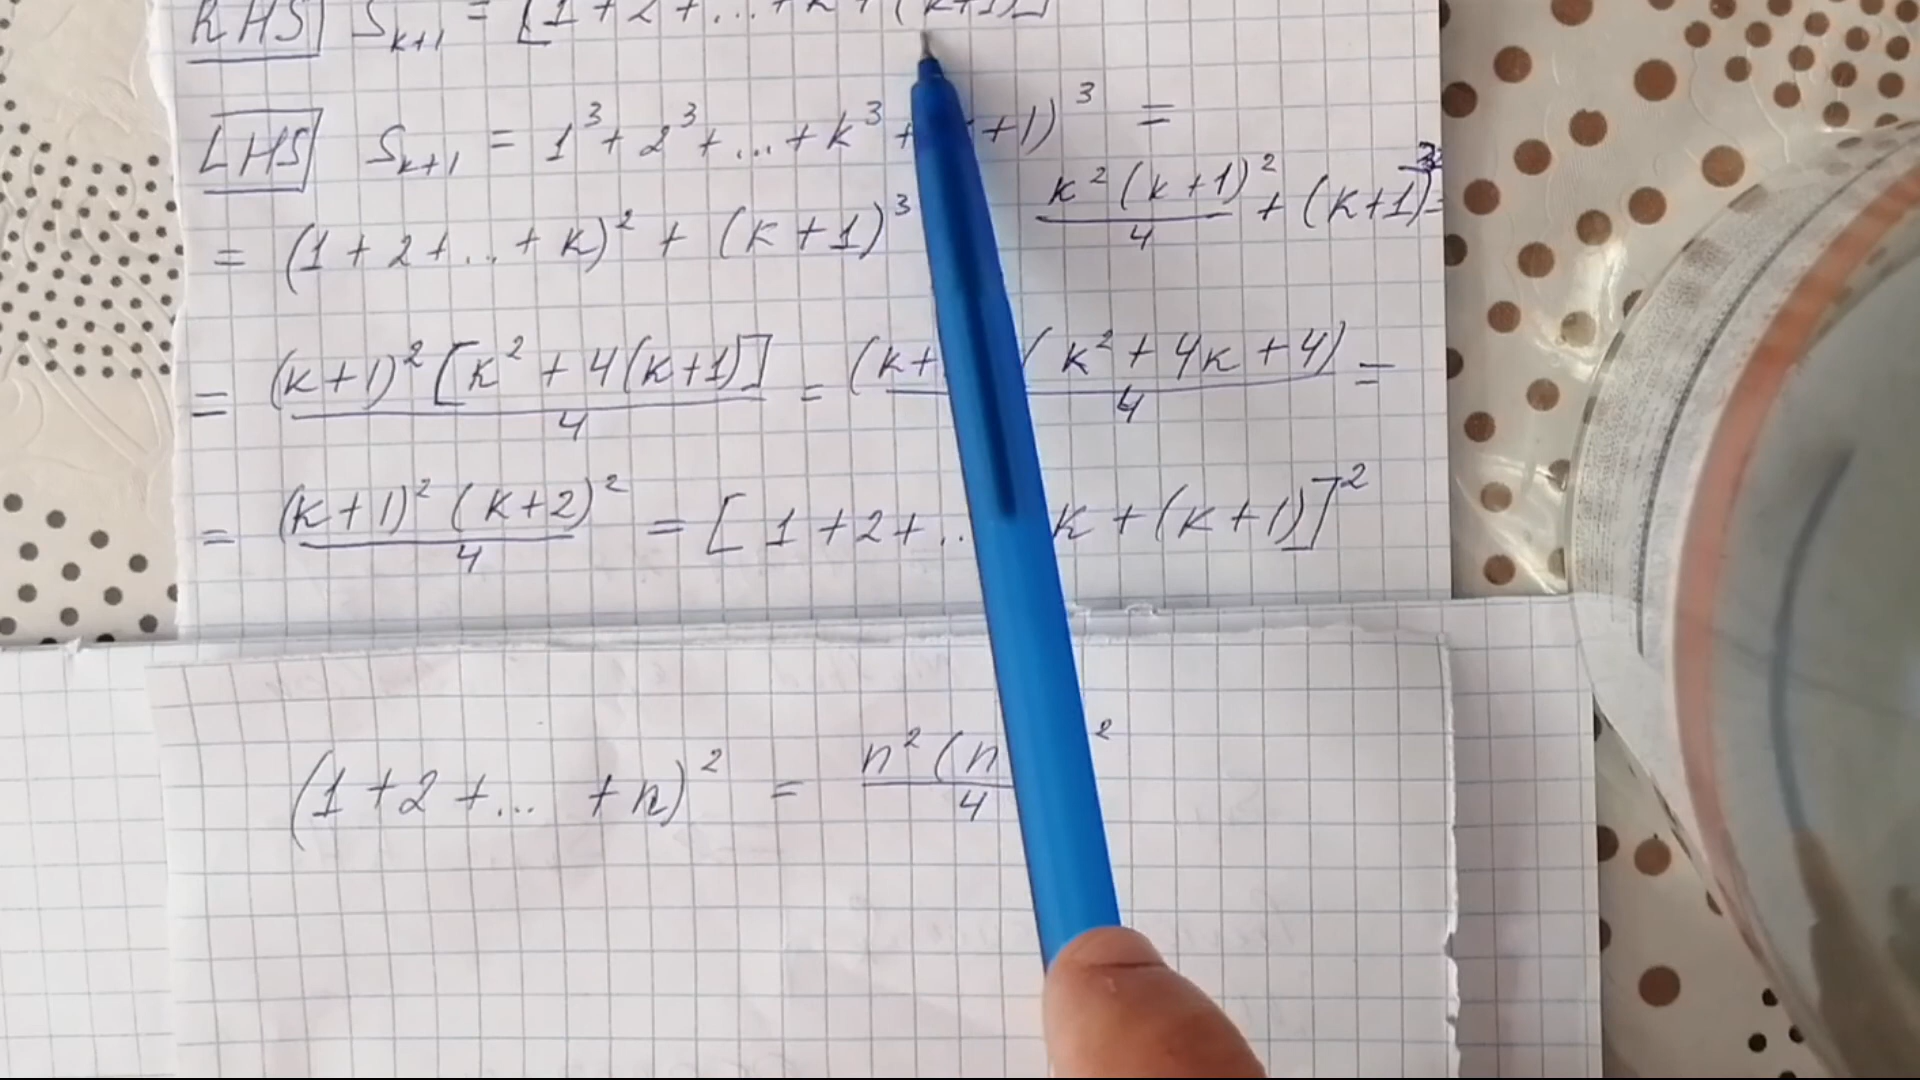 RHS S_{k+1} = [1 + 2 + ... + k + (k+1)]
LHS S_{k+1} = 1³ + 2³ + ... + k³ + +1)³ =
= (1 + 2 + ... + k)² + (k+1)³ k²(k+1)²/4 + (k+1)³ =
= (k+1)²[k² + 4(k+1)]/4 = (k+ (k² + 4k + 4)/4 =
= (k+1)²(k+2)²/4 = [1 + 2 + ... k + (k+1)]²
(1 + 2 + ... + n)² = n²(n ²/4